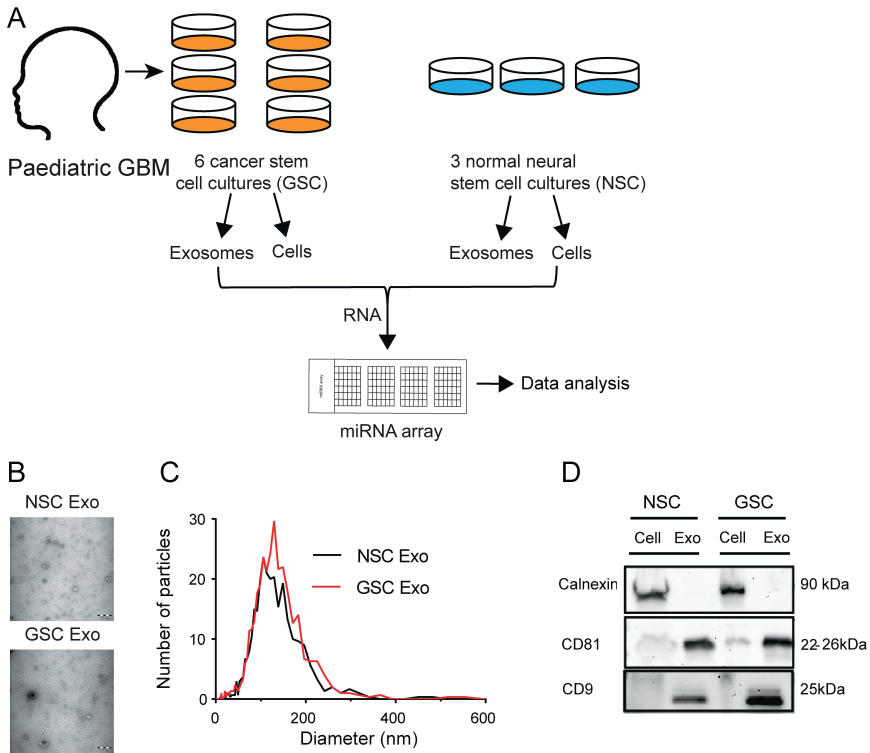 A
Paediatric GBM
6 cancer stem
cell cultures (GSC)
3 normal neural
stem cell cultures (NSC)
Exosomes
Cells
Exosomes
Cells
RNA
miRNA array
miRNA array
Data analysis
B
NSC Exo
GSC Exo
C
Number of particles
30
20
10
0
0
200
400
600
Diameter (nm)
NSC Exo
GSC Exo
D
NSC
GSC
Cell
Exo
Cell
Exo
Calnexin
90 kDa
CD81
22-26kDa
CD9
25kDa